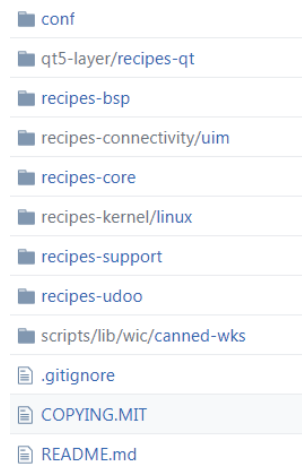 conf
qt5-layer/recipes-qt
recipes-bsp
recipes-connectivity/uim
recipes-core
recipes-kernel/linux
recipes-support
recipes-udoo
scripts/lib/wic/canned-wks
.gitignore
COPYING.MIT
README.md